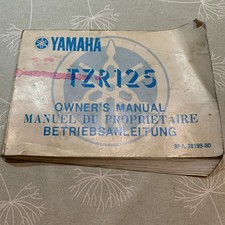 YAMAHA
TZR125
OWNER'S MANUAL
MANUEL DU PROPRIETAIRE
BETRIEBSANLEITUNG